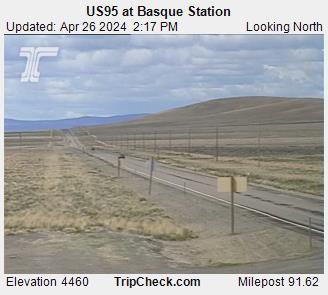 US95 at Basque Station
Updated: Apr 26 2024 2:17 PM Looking North
Elevation 4460 TripCheck.com Milepost 91.62